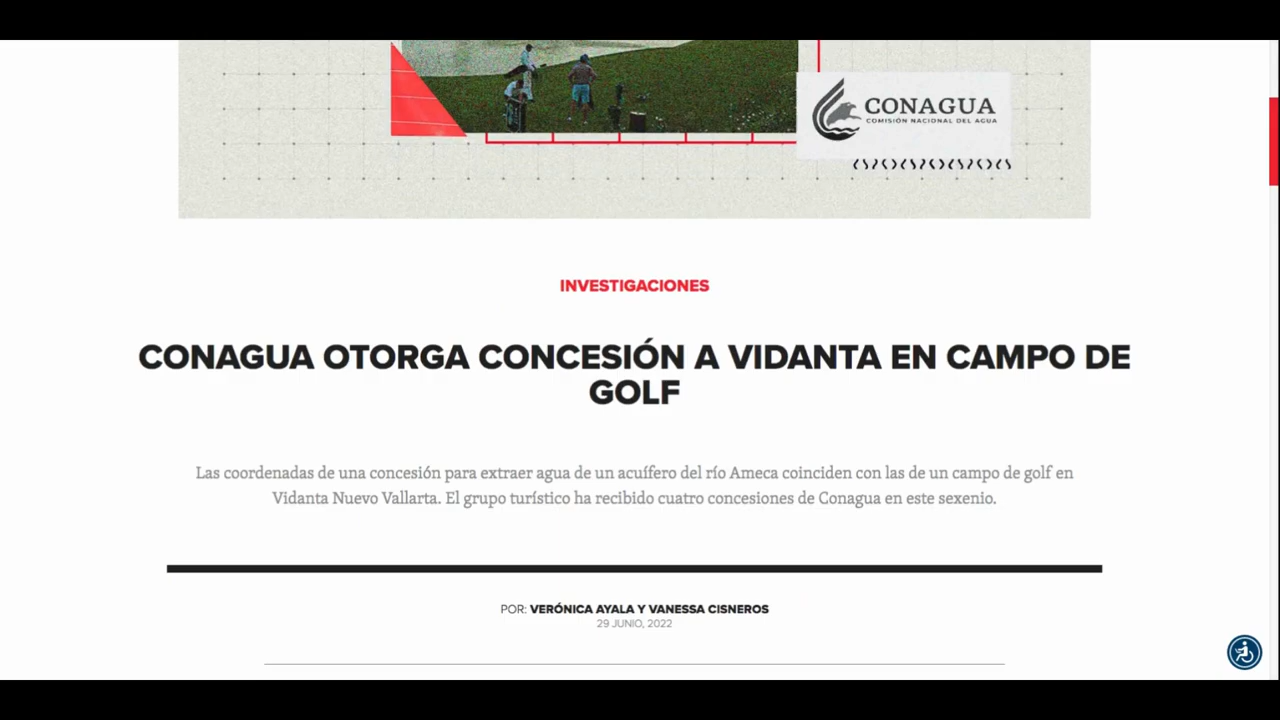 CONAGUA
COMISIÓN NACIONAL DEL AGUA
INVESTIGACIONES
CONAGUA OTORGA CONCESIÓN A VIDANTA EN CAMPO DE
GOLF
Las coordenadas de una concesión para extraer agua de un acuífero del río Ameca coinciden con las de un campo de golf en
Vidanta Nuevo Vallarta. El grupo turístico ha recibido cuatro concesiones de Conagua en este sexenio.
POR: VERÓNICA AYALA Y VANESSA CISNEROS
29 JUNIO, 2022